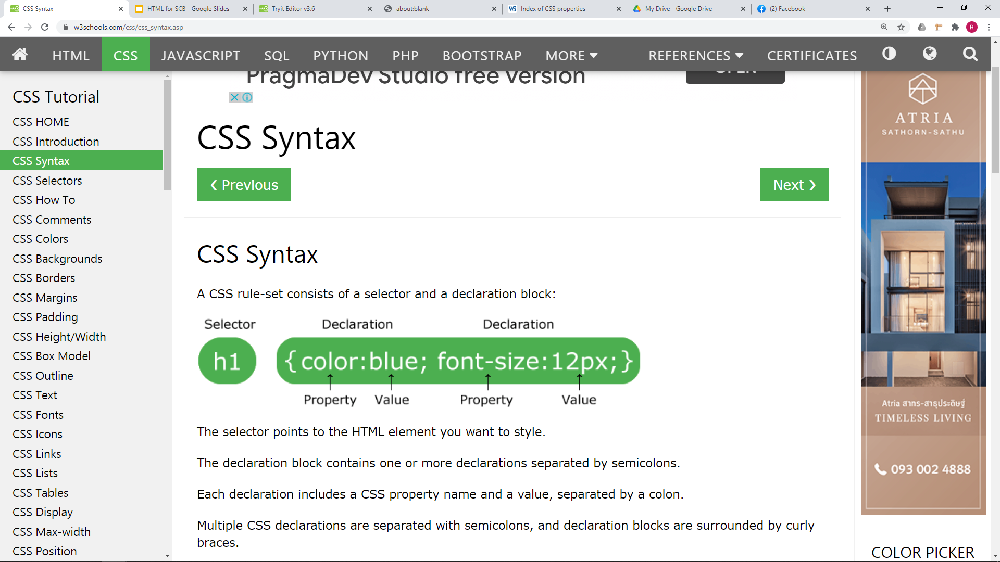 CSS Syntax
HTML for SCB - Google Slides
Tryit Editor v3.6
about:blank
Index of CSS properties
My Drive - Google Drive
(2) Facebook
w3schools.com/css/css_syntax.asp
R
HTML
CSS
JAVASCRIPT
SQL
PYTHON
PHP
BOOTSTRAP
MORE
REFERENCES
CERTIFICATES
CSS Tutorial
CSS HOME
CSS Introduction
CSS Syntax
CSS Selectors
CSS How To
CSS Comments
CSS Colors
CSS Backgrounds
CSS Borders
CSS Margins
CSS Padding
CSS Height/Width
CSS Box Model
CSS Outline
CSS Text
CSS Fonts
CSS Icons
CSS Links
CSS Lists
CSS Tables
CSS Display
CSS Max-width
CSS Position
PragmaDev Studio free version
OPEN
CSS Syntax
❮ Previous
Next ❯
CSS Syntax
A CSS rule-set consists of a selector and a declaration block:
Selector Declaration Declaration
h1 {color:blue; font-size:12px;}
Property Value Property Value
The selector points to the HTML element you want to style.
The declaration block contains one or more declarations separated by semicolons.
Each declaration includes a CSS property name and a value, separated by a colon.
Multiple CSS declarations are separated with semicolons, and declaration blocks are surrounded by curly
braces.
ATRIA
SATHORN-SATHU
Atria สาทร-สาธุประดิษฐ์
TIMELESS LIVING
093 002 4888
COLOR PICKER